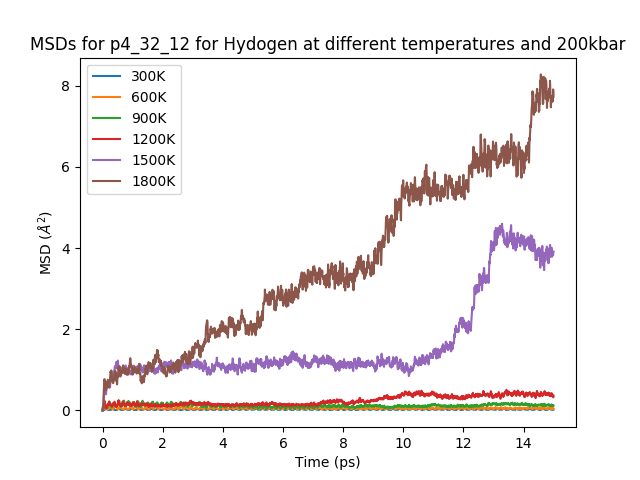 MSDs for p4_32_12 for Hydogen at different temperatures and 200kbar
300K
600K
900K
1200K
1500K
1800K
8
6
4
2
0
MSD (Å²)
0 2 4 6 8 10 12 14
Time (ps)